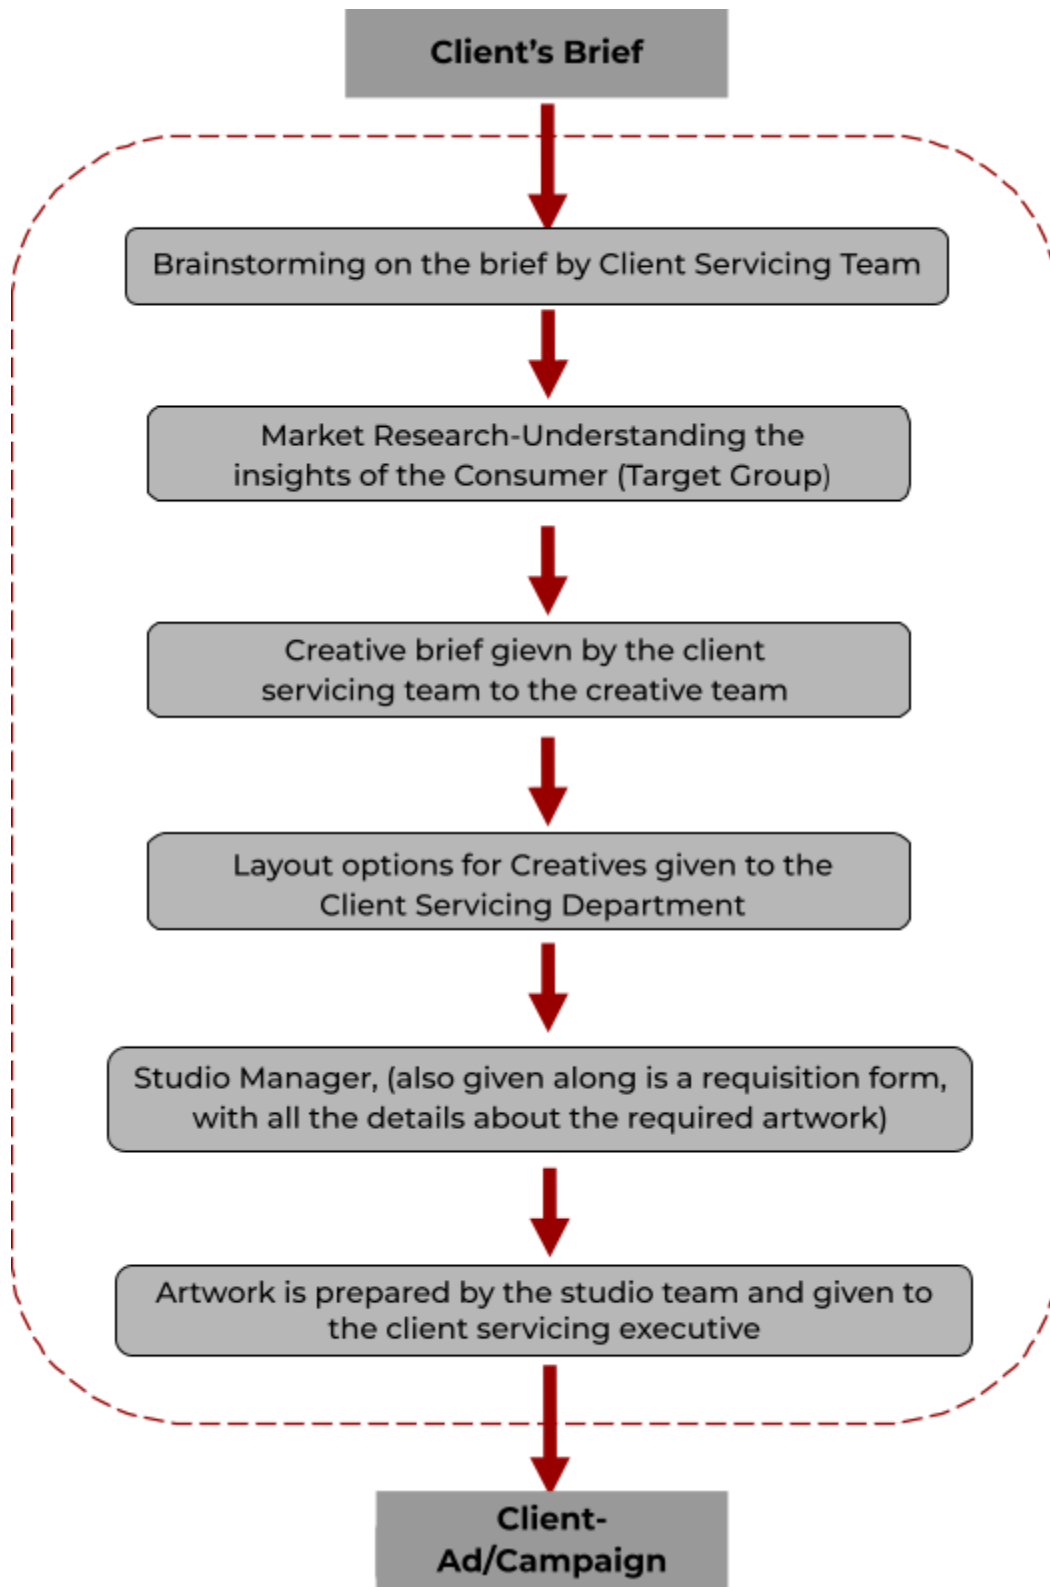 Client’s Brief
Brainstorming on the brief by Client Servicing Team
Market Research-Understanding the
insights of the Consumer (Target Group)
Creative brief gievn by the client
servicing team to the creative team
Layout options for Creatives given to the
Client Servicing Department
Studio Manager, (also given along is a requisition form,
with all the details about the required artwork)
Artwork is prepared by the studio team and given to
the client servicing executive
Client-
Ad/Campaign